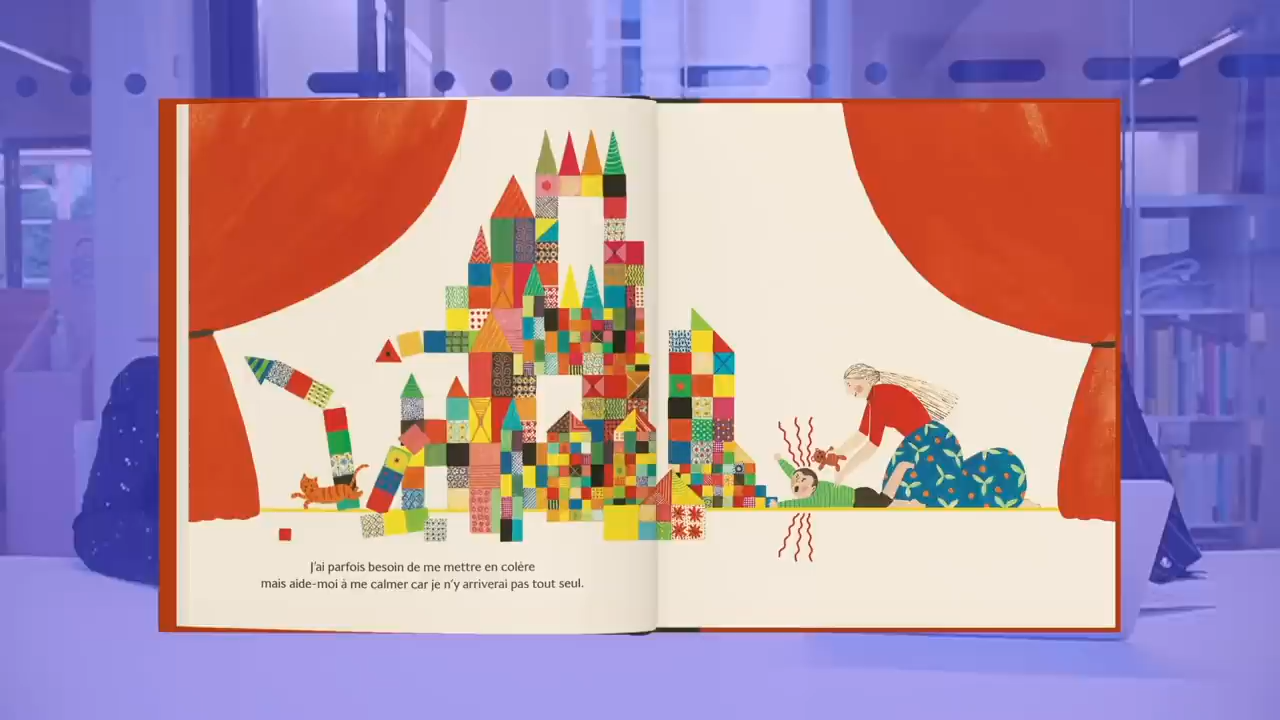 J'ai parfois besoin de me mettre en colère
mais aide-moi à me calmer car je n'y arriverai pas tout seul.